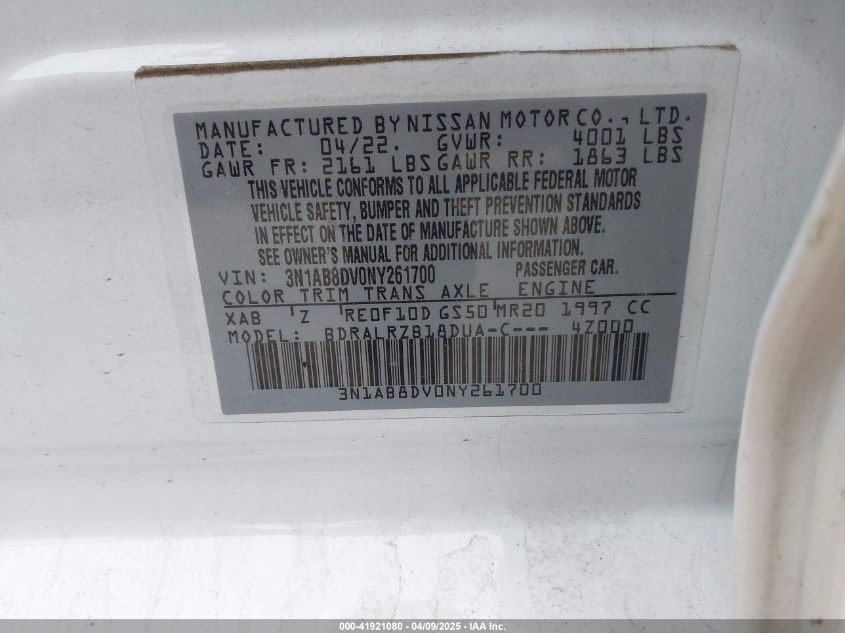 MANUFACTURED BY NISSAN MOTOR CO., LTD.
DATE: 04/22. GVWR: 4001 LBS
GAWR FR: 2161 LBS GAWR RR: 1863 LBS
THIS VEHICLE CONFORMS TO ALL APPLICABLE FEDERAL MOTOR
VEHICLE SAFETY, BUMPER AND THEFT PREVENTION STANDARDS
IN EFFECT ON THE DATE OF MANUFACTURE SHOWN ABOVE.
SEE OWNER'S MANUAL FOR ADDITIONAL INFORMATION.
VIN: 3N1AB8DV0NY261700 PASSENGER CAR.
COLOR TRIM TRANS AXLE ENGINE
XAB Z RE0F10D GS50 MR20 1997 CC
MODEL: BDRALRZB18DUA-C--- 4Z000
3N1AB8DV0NY261700
000-41921080 - 04/09/2025 - IAA Inc.